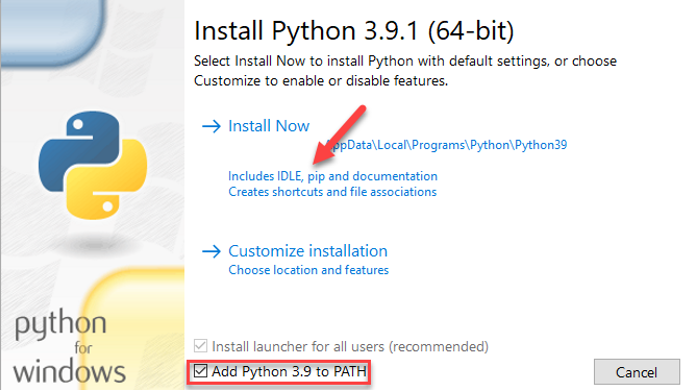 Install Python 3.9.1 (64-bit)
Select Install Now to install Python with default settings, or choose
Customize to enable or disable features.
Install Now
AppData\Local\Programs\Python\Python39
Includes IDLE, pip and documentation
Creates shortcuts and file associations
Customize installation
Choose location and features
python
for
windows
Install launcher for all users (recommended)
Add Python 3.9 to PATH
Cancel